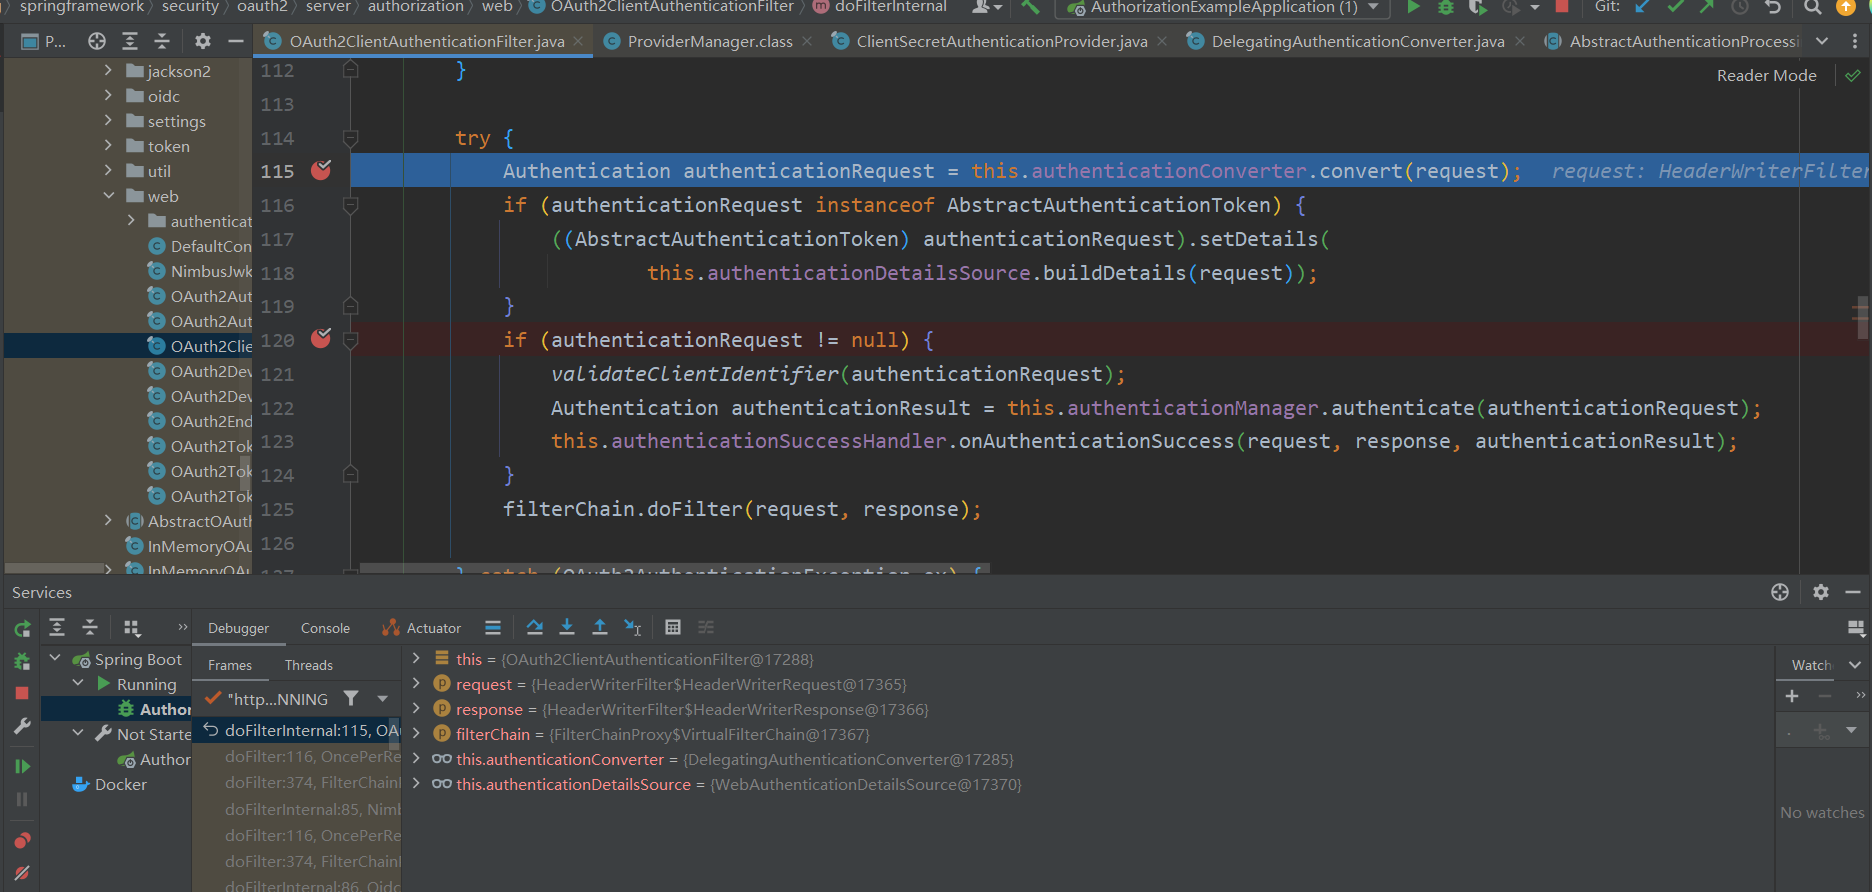 springframework › security › oauth2 › server › authorization › web › OAuth2ClientAuthenticationFilter › doFilterInternal
AuthorizationExampleApplication (1)
Git:
P...
OAuth2ClientAuthenticationFilter.java
ProviderManager.class
ClientSecretAuthenticationProvider.java
DelegatingAuthenticationConverter.java
AbstractAuthenticationProcessi
Reader Mode
jackson2
oidc
settings
token
util
web
authenticat
DefaultCon
NimbusJwk
OAuth2Aut
OAuth2Aut
OAuth2Clie
OAuth2Dev
OAuth2Dev
OAuth2End
OAuth2Tok
OAuth2Tok
OAuth2Tok
AbstractOAuth
InMemoryOAu
InMemoryOAu
112 }
113
114 try {
115 Authentication authenticationRequest = this.authenticationConverter.convert(request); request: HeaderWriterFilter
116 if (authenticationRequest instanceof AbstractAuthenticationToken) {
117 ((AbstractAuthenticationToken) authenticationRequest).setDetails(
118 this.authenticationDetailsSource.buildDetails(request));
119 }
120 if (authenticationRequest != null) {
121 validateClientIdentifier(authenticationRequest);
122 Authentication authenticationResult = this.authenticationManager.authenticate(authenticationRequest);
123 this.authenticationSuccessHandler.onAuthenticationSuccess(request, response, authenticationResult);
124 }
125 filterChain.doFilter(request, response);
126
127 } catch (OAuth2AuthenticationException ex) {
Services
Debugger
Console
Actuator
Spring Boot
Running
Author
Not Starte
Author
Docker
Frames
Threads
"http...NNING
doFilterInternal:115, OA
doFilter:116, OncePerRe
doFilter:374, FilterChainI
doFilterInternal:85, Nimb
doFilter:116, OncePerRe
doFilter:374, FilterChainI
doFilterInternal:86, Oidc
this = {OAuth2ClientAuthenticationFilter@17288}
request = {HeaderWriterFilter$HeaderWriterRequest@17365}
response = {HeaderWriterFilter$HeaderWriterResponse@17366}
filterChain = {FilterChainProxy$VirtualFilterChain@17367}
this.authenticationConverter = {DelegatingAuthenticationConverter@17285}
this.authenticationDetailsSource = {WebAuthenticationDetailsSource@17370}
Watch
No watches